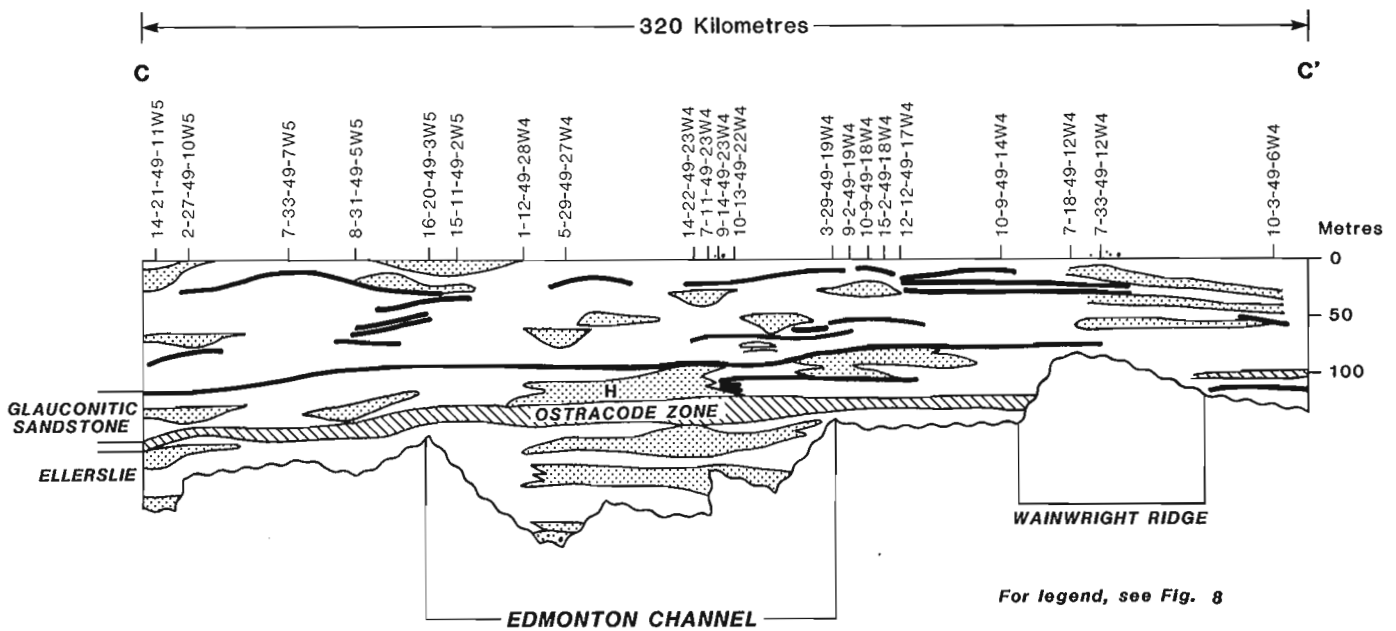 320 Kilometres
C
C'
14-21-49-11W5
2-27-49-10W5
7-33-49-7W5
8-31-49-5W5
16-20-49-3W5
15-11-49-2W5
1-12-49-28W4
5-29-49-27W4
14-22-49-23W4
7-11-49-23W4
9-14-49-23W4
10-13-49-22W4
3-29-49-19W4
9-2-49-19W4
10-9-49-18W4
15-2-49-18W4
12-12-49-17W4
10-9-49-14W4
7-18-49-12W4
7-33-49-12W4
10-3-49-6W4
Metres
0
50
100
H
GLAUCONITIC
SANDSTONE
OSTRACODE ZONE
ELLERSLIE
WAINWRIGHT RIDGE
EDMONTON CHANNEL
For legend, see Fig. 8